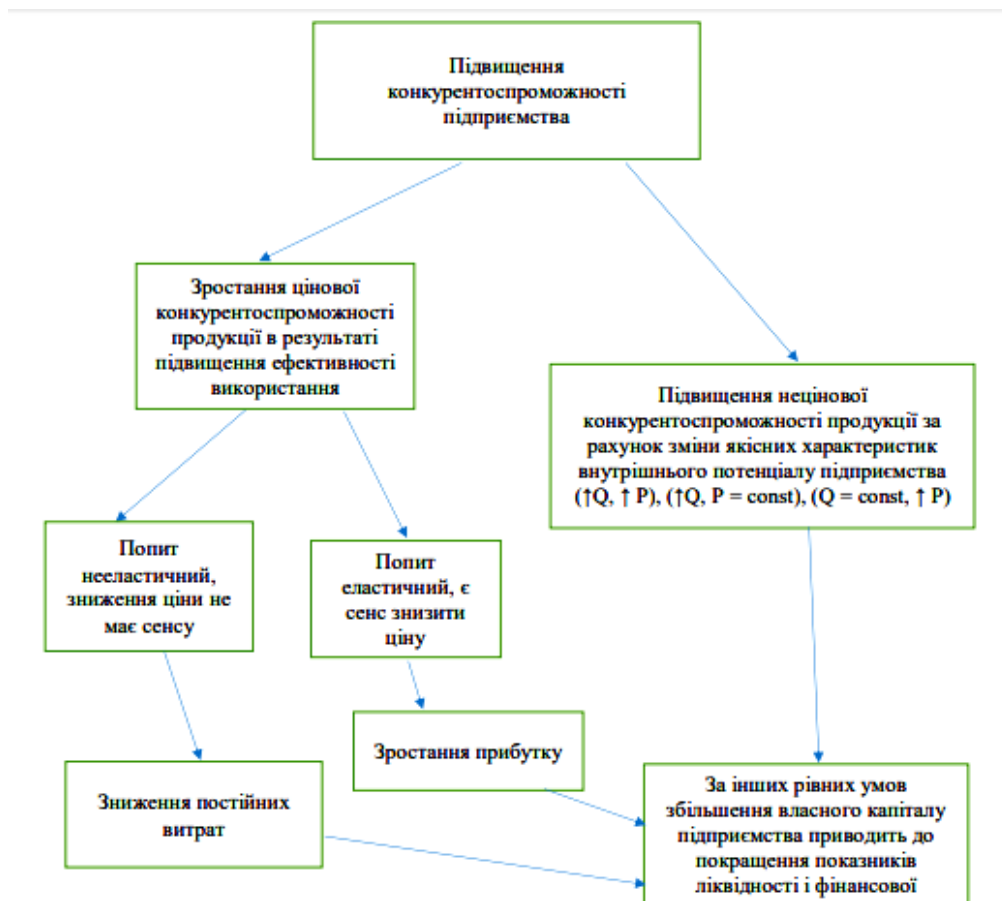 Підвищення
конкурентоспроможності
підприємства
Зростання цінової
конкурентоспроможності
продукції в результаті
підвищення ефективності
використання
Підвищення нецінової
конкурентоспроможності продукції за
рахунок зміни якісних характеристик
внутрішнього потенціалу підприємства
(↑Q, ↑ P), (↑Q, P = const), (Q = const, ↑ P)
Попит
нееластичний,
зниження ціни не
має сенсу
Попит
еластичний, є
сенс знизити
ціну
Зростання прибутку
Зниження постійних
витрат
За інших рівних умов
збільшення власного капіталу
підприємства приводить до
покращення показників
ліквідності і фінансової